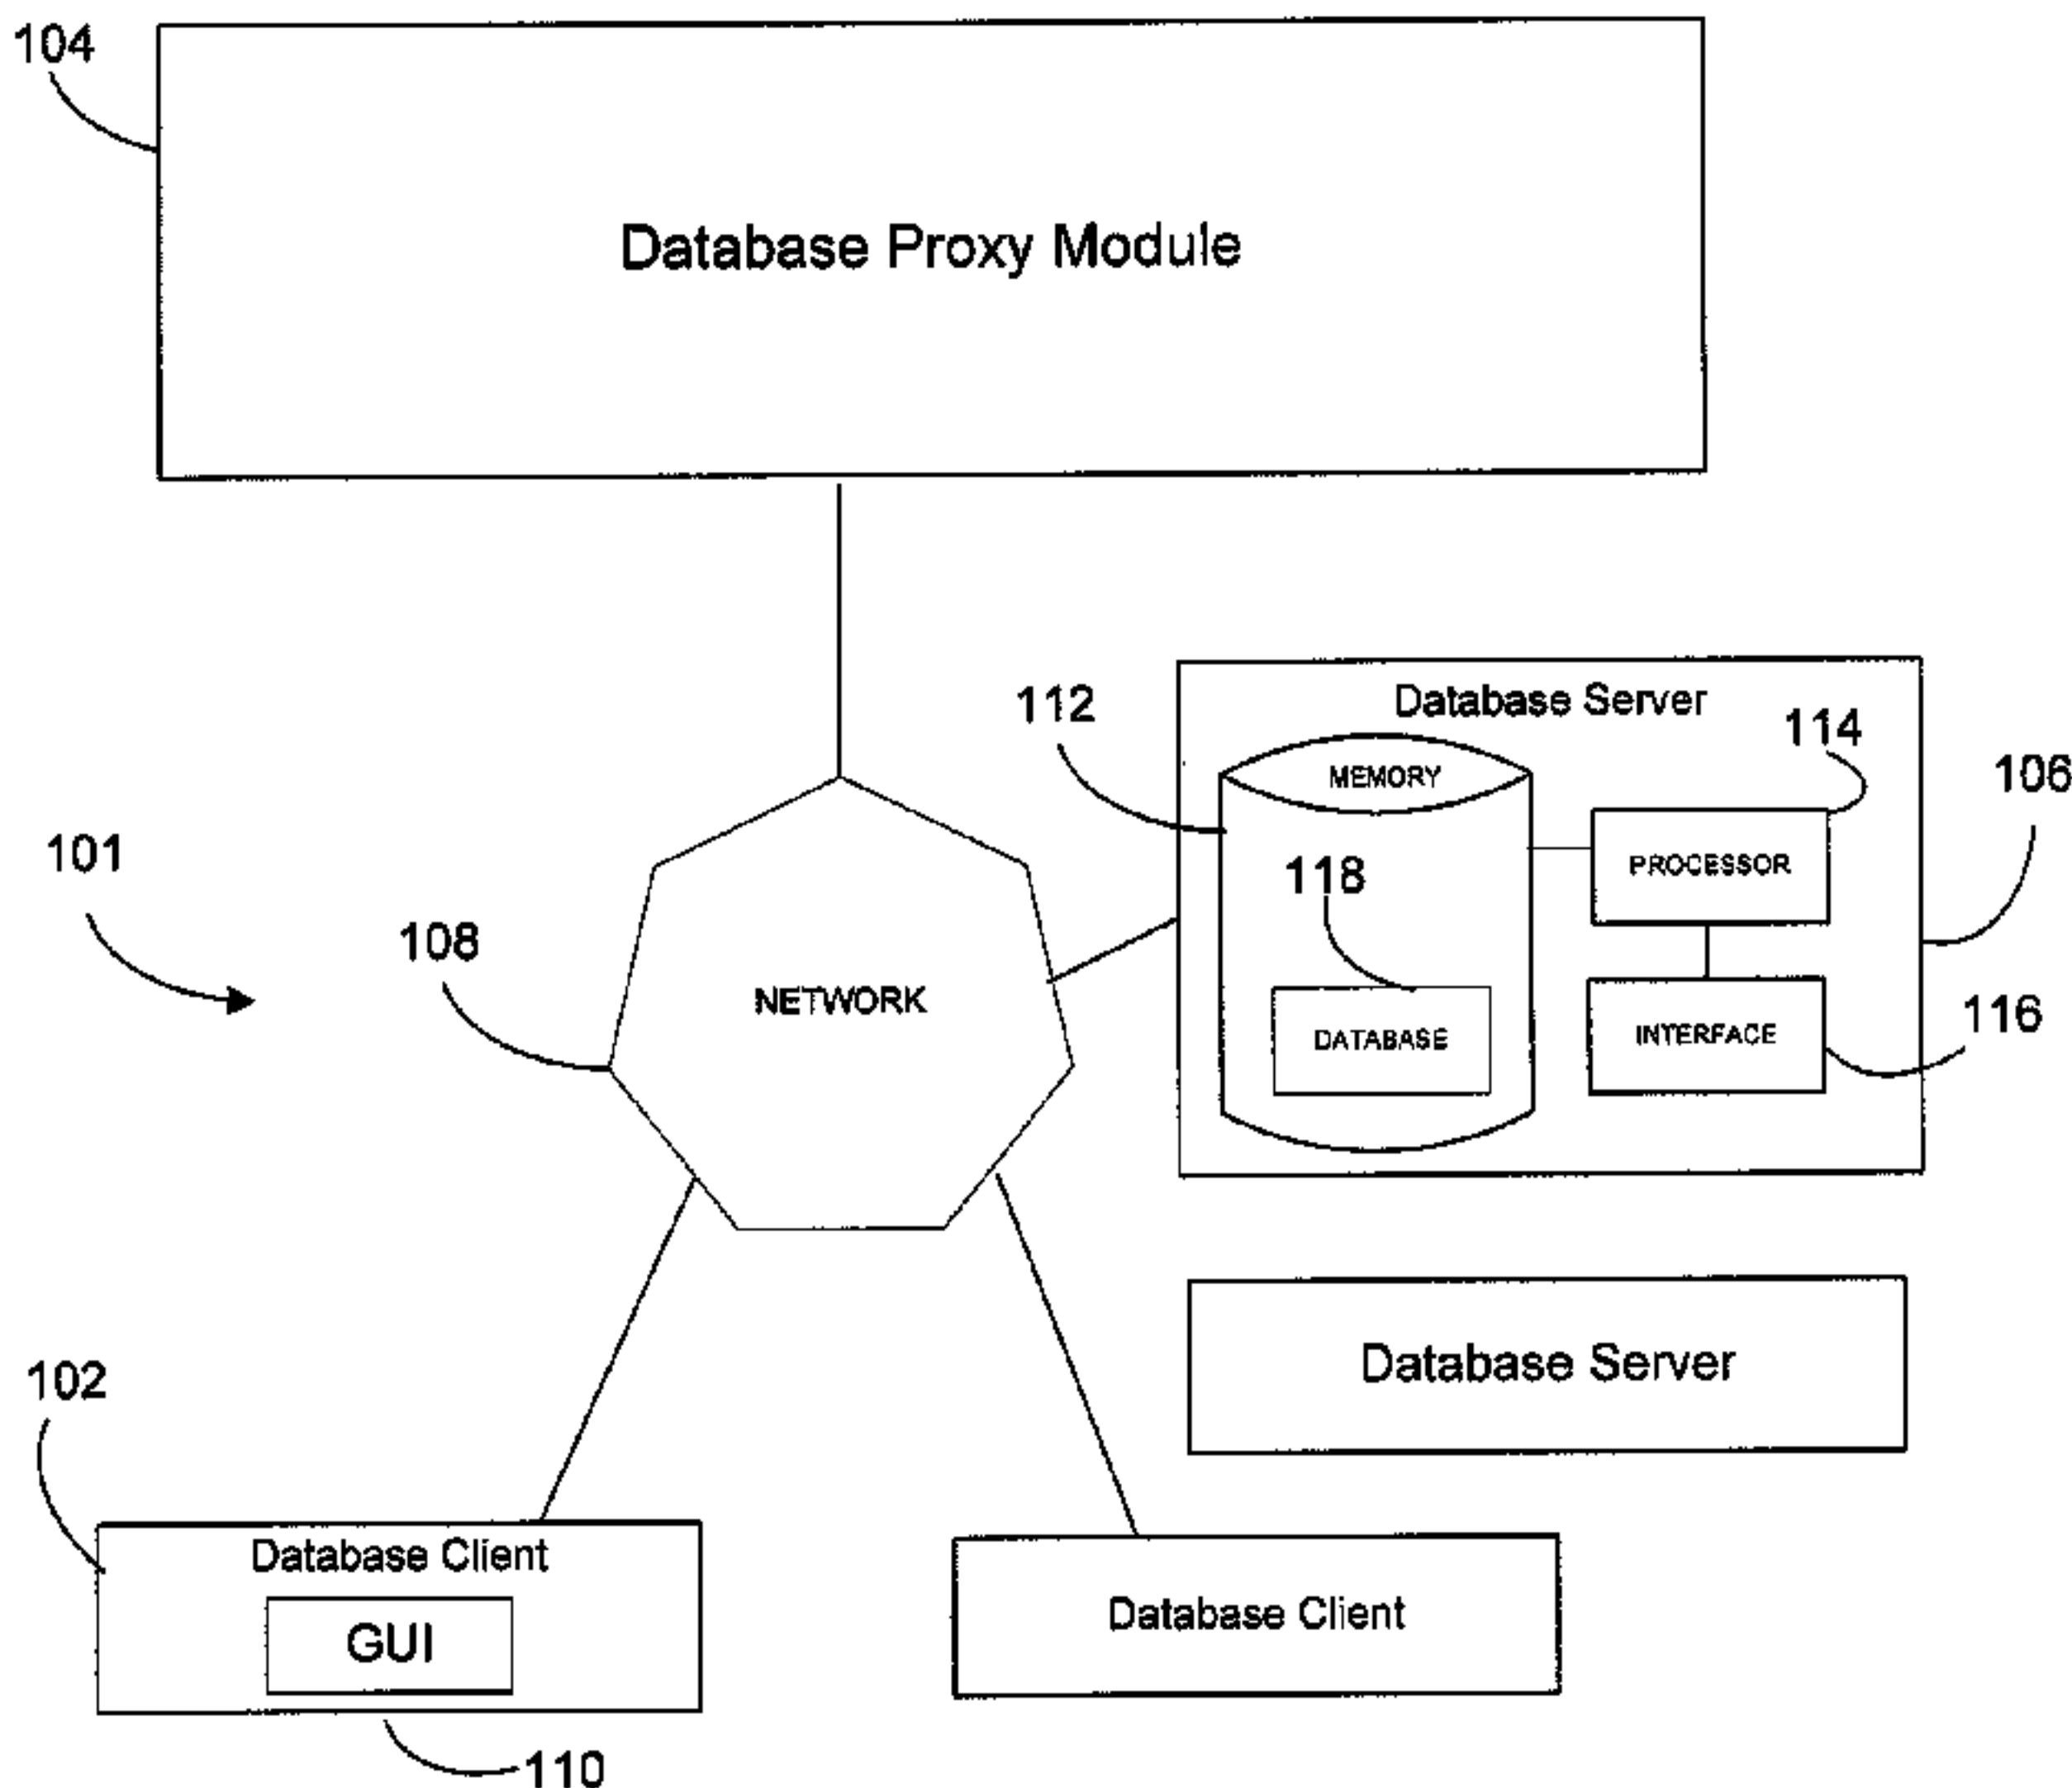 104
Database Proxy Module
112
Database Server
114
106
MEMORY
PROCESSOR
101
118
108
NETWORK
DATABASE
INTERFACE
116
Database Server
102
Database Client
GUI
Database Client
110